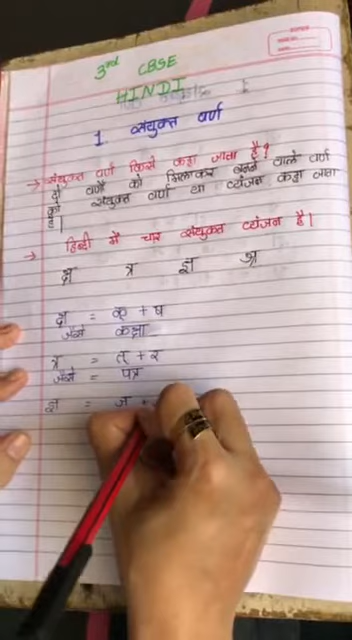 3rd CBSE
HINDI
1. संयुक्त वर्ण
→ संयुक्त वर्ण किसे कहा जाता है?
दो वर्णों को मिलाकर बनने वाले वर्ण
को संयुक्त वर्ण या व्यंजन कहा जाता
है|
→ हिन्दी में चार संयुक्त व्यंजन है|
क्ष त्र ज्ञ श्र
क्ष = क् + ष
जैसे कक्षा
त्र = त् + र
जैसे = पत्र
ज्ञ = ज +